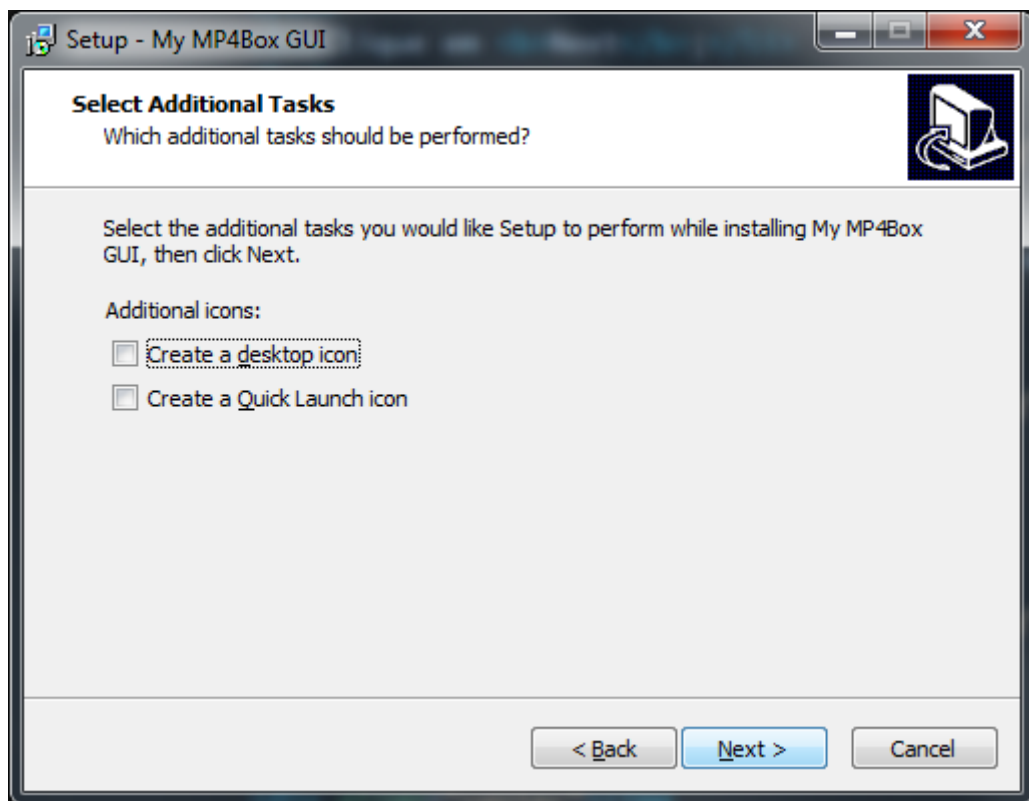 Setup - My MP4Box GUI
Select Additional Tasks
Which additional tasks should be performed?
Select the additional tasks you would like Setup to perform while installing My MP4Box
GUI, then click Next.
Additional icons:
Create a desktop icon
Create a Quick Launch icon
< Back
Next >
Cancel